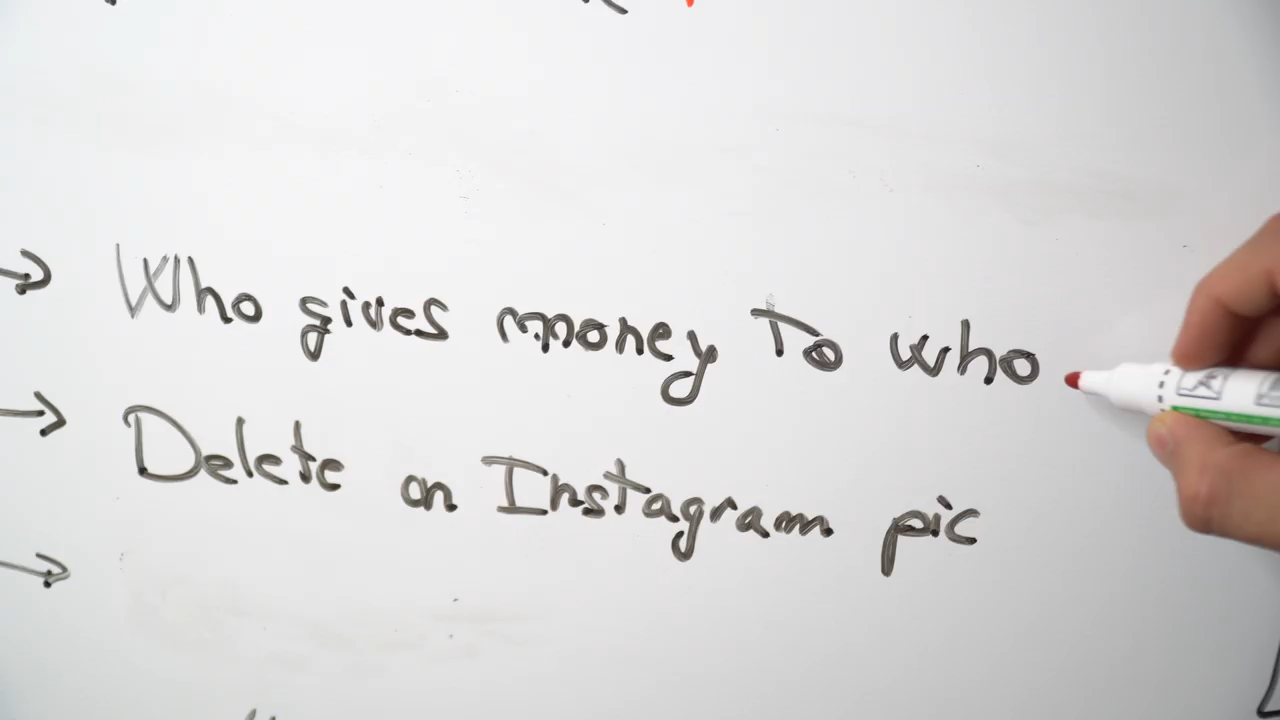 → Who gives money to who
→ Delete on Instagram pic
→